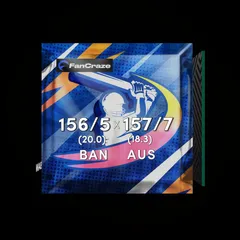 FanCraze
156/5 x 157/7
(20.0) (18.3)
BAN AUS